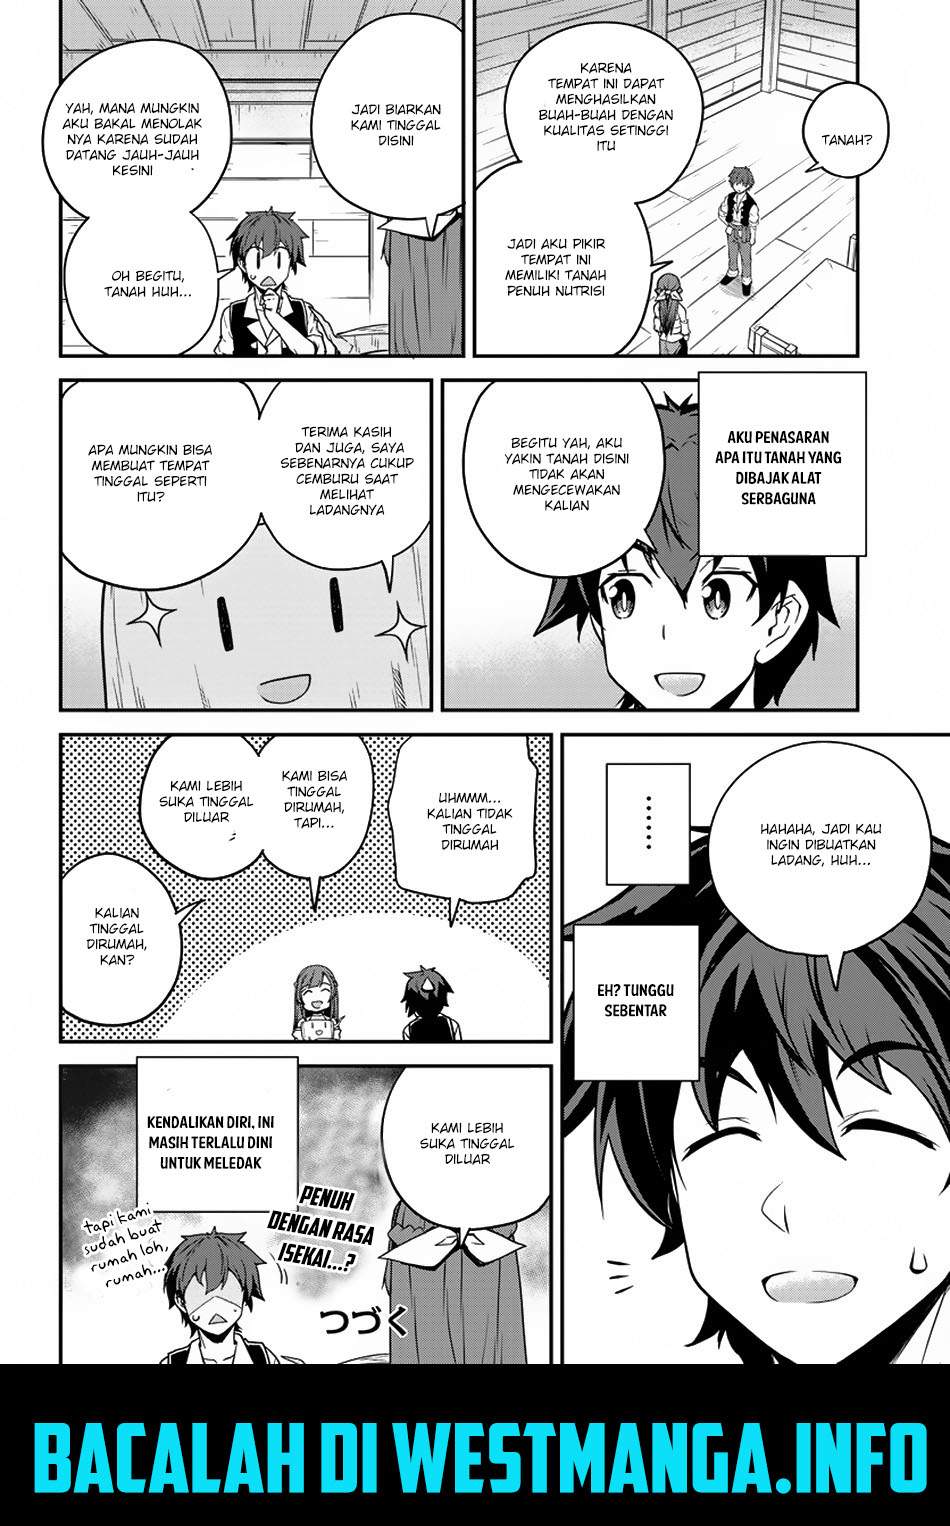 TANAH?
KARENA
TEMPAT INI DAPAT
MENGHASILKAN
BUAH-BUAH DENGAN
KUALITAS SETINGGI
ITU
JADI AKU PIKIR
TEMPAT INI
MEMILIKI TANAH
PENUH NUTRISI
JADI BIARKAN
KAMI TINGGAL
DISINI
YAH, MANA MUNGKIN
AKU BAKAL MENOLAK
NYA KARENA SUDAH
DATANG JAUH-JAUH
KESINI
OH BEGITU,
TANAH HUH...
AKU PENASARAN
APA ITU TANAH YANG
DIBAJAK ALAT
SERBAGUNA
BEGITU YAH, AKU
YAKIN TANAH DISINI
TIDAK AKAN
MENGECEWAKAN
KALIAN
TERIMA KASIH
DAN JUGA, SAYA
SEBENARNYA CUKUP
CEMBURU SAAT
MELIHAT
LADANGNYA
APA MUNGKIN BISA
MEMBUAT TEMPAT
TINGGAL SEPERTI
ITU?
HAHAHA, JADI KAU
INGIN DIBUATKAN
LADANG, HUH...
......
EH? TUNGGU
SEBENTAR
UHMMM...
KALIAN TIDAK
TINGGAL
DIRUMAH
KAMI BISA
TINGGAL
DIRUMAH,
TAPI...
KAMI LEBIH
SUKA TINGGAL
DILUAR
KALIAN
TINGGAL
DIRUMAH,
KAN?
KAMI LEBIH
SUKA TINGGAL
DILUAR
KENDALIKAN DIRI, INI
MASIH TERLALU DINI
UNTUK MELEDAK
PENUH
DENGAN RASA
ISEKAI...?
tapi kami
sudah buat
rumah loh,
rumah...
つづく
BACALAH DI WESTMANGA.INFO